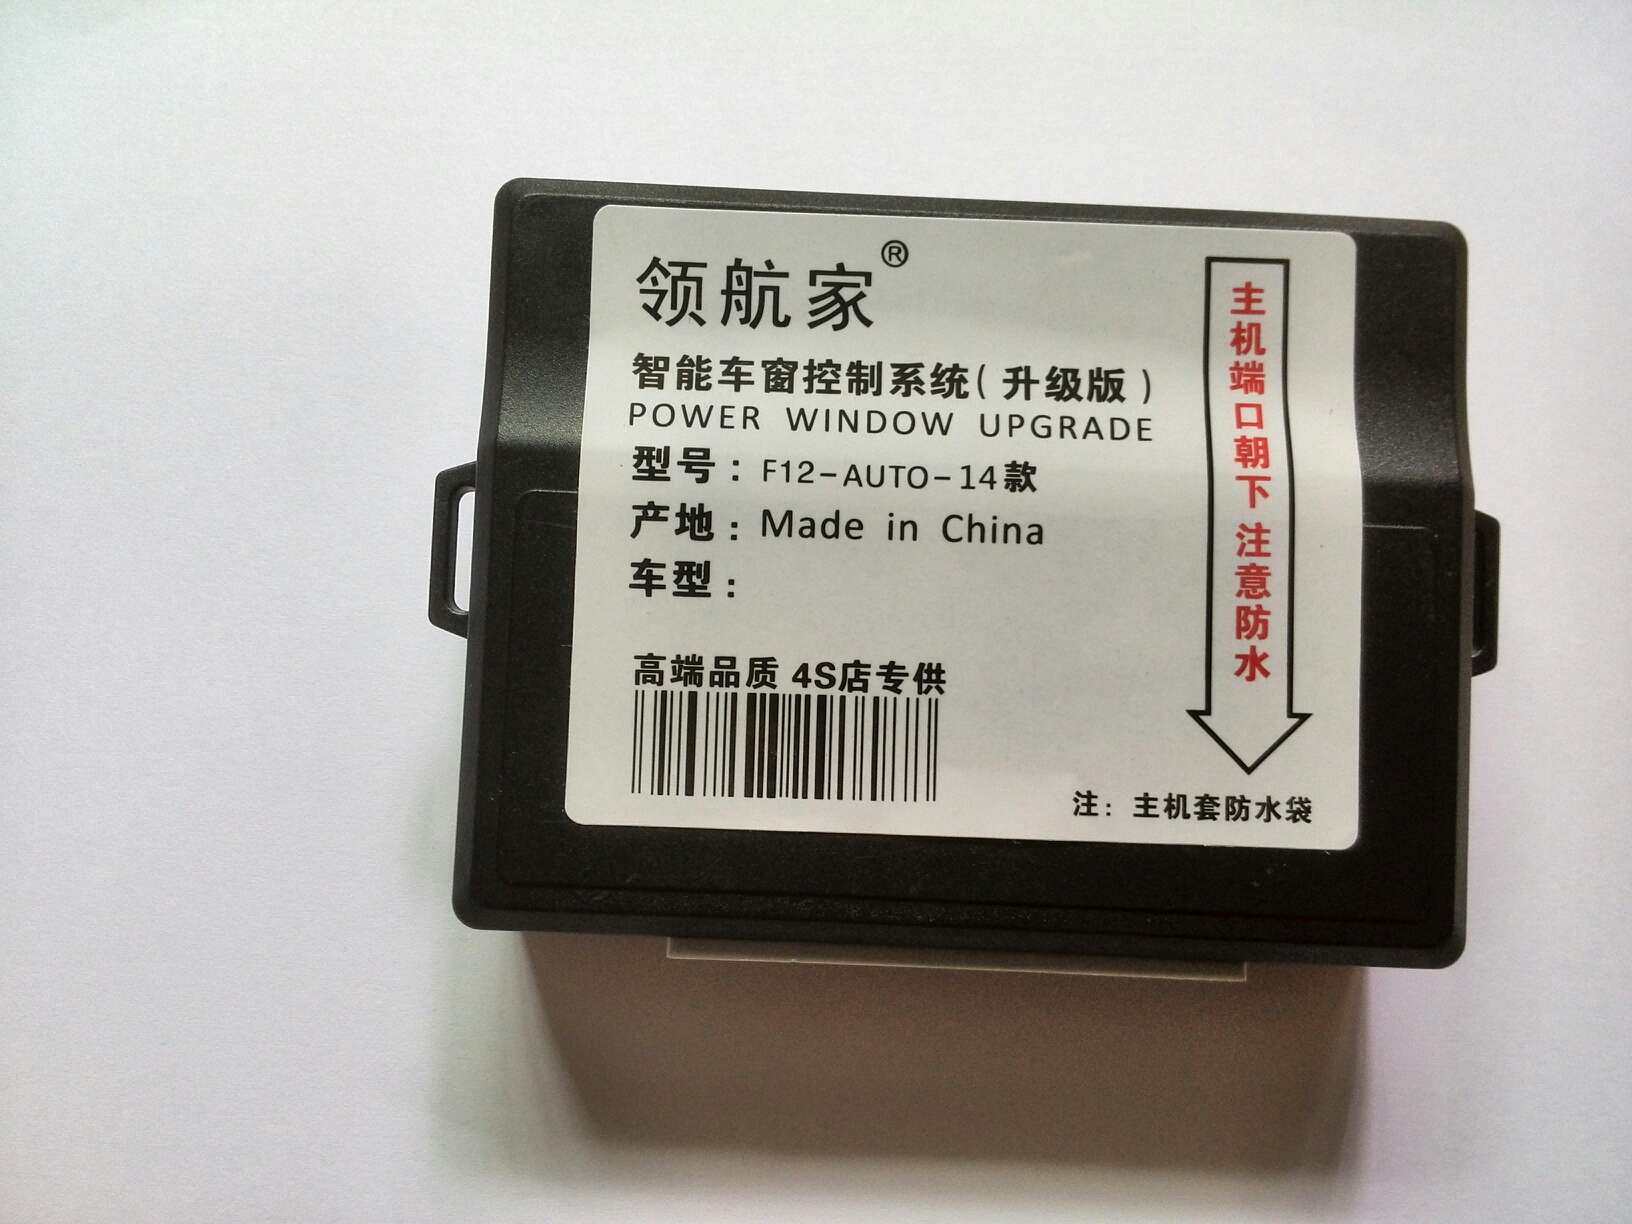 领航家®
智能车窗控制系统(升级版)
POWER WINDOW UPGRADE
型号: F12-AUTO-14款
产地: Made in China
车型:
高端品质 4S店专供
主机端口朝下 注意防水
注: 主机套防水袋